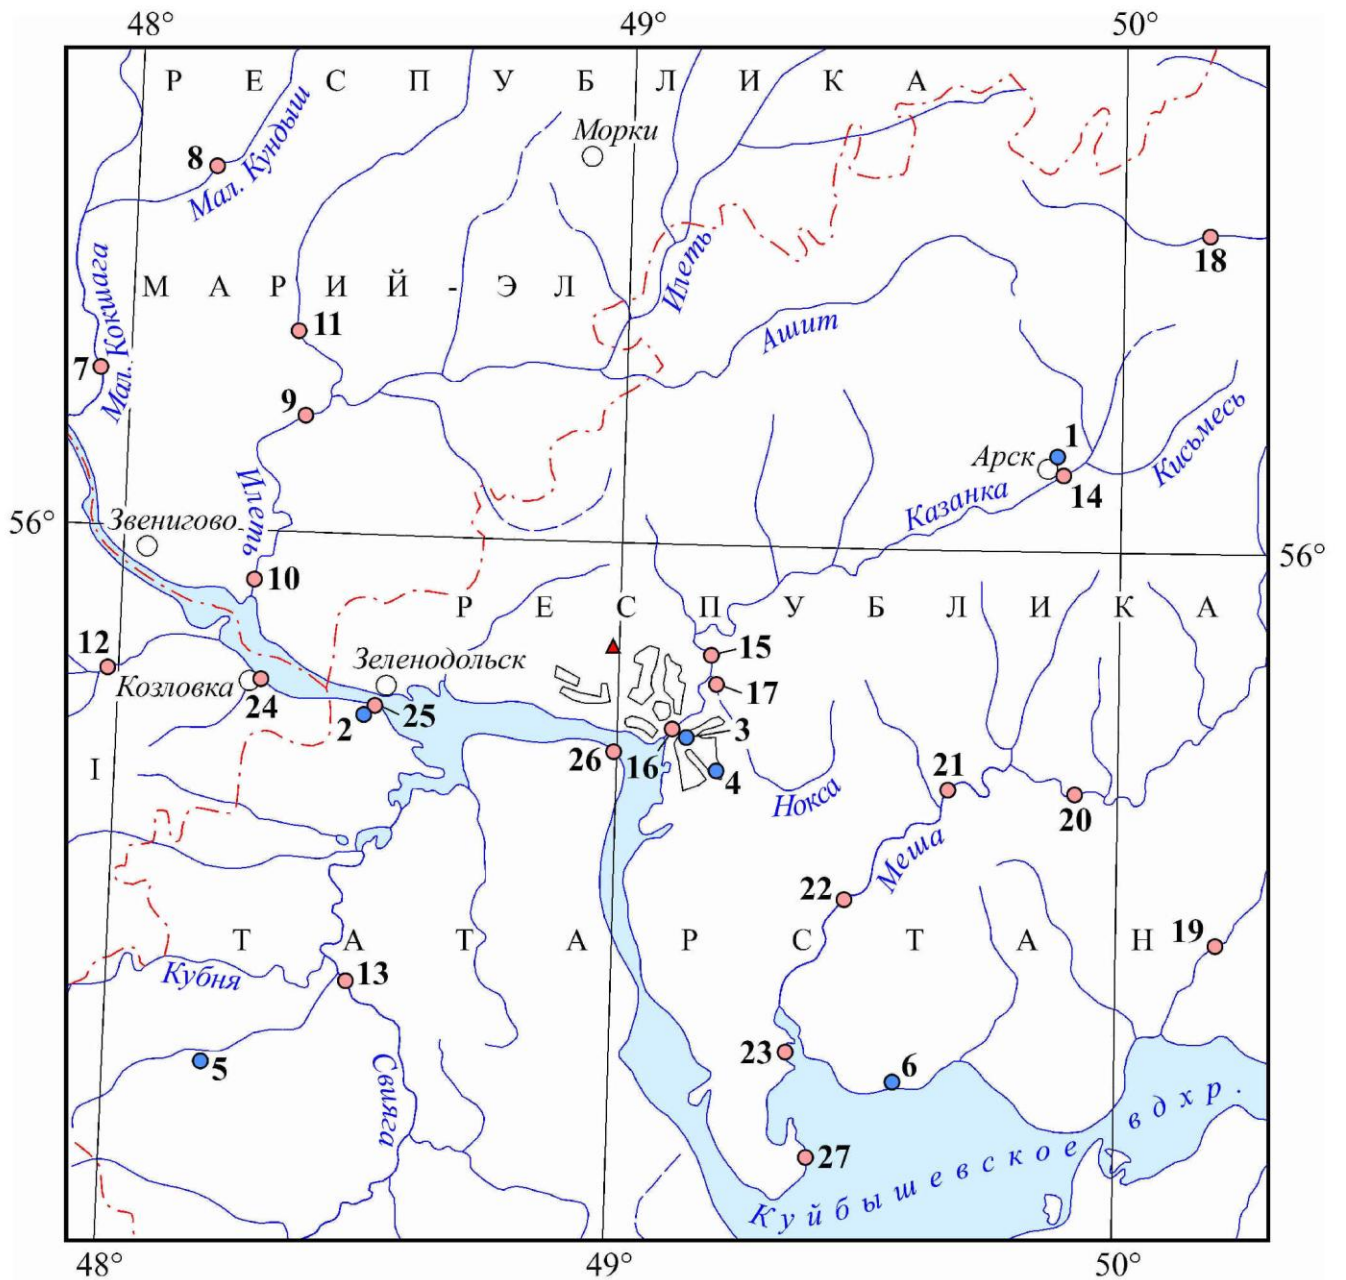 48° 49° 50°
Р Е С П У Б Л И К А
Морки
8
Мал. Кундыш
18
Мал. Кокшага
М А Р И Й - Э Л
Илеть
11
Ашит
7
9
1
Арск
Кисьмесь
14
Казанка
Илеть
56°
Звенигово
56°
10
Р Е С П У Б Л И К А
12
Зеленодольск
15
Козловка
17
24
2
25
3
26
16
4
I
21
Нокса
20
Меша
22
Т А Т А Р С Т А Н
19
Кубня
13
23
6
5
Свияга
27
Куйбышевское вдхр.
48° 49° 50°